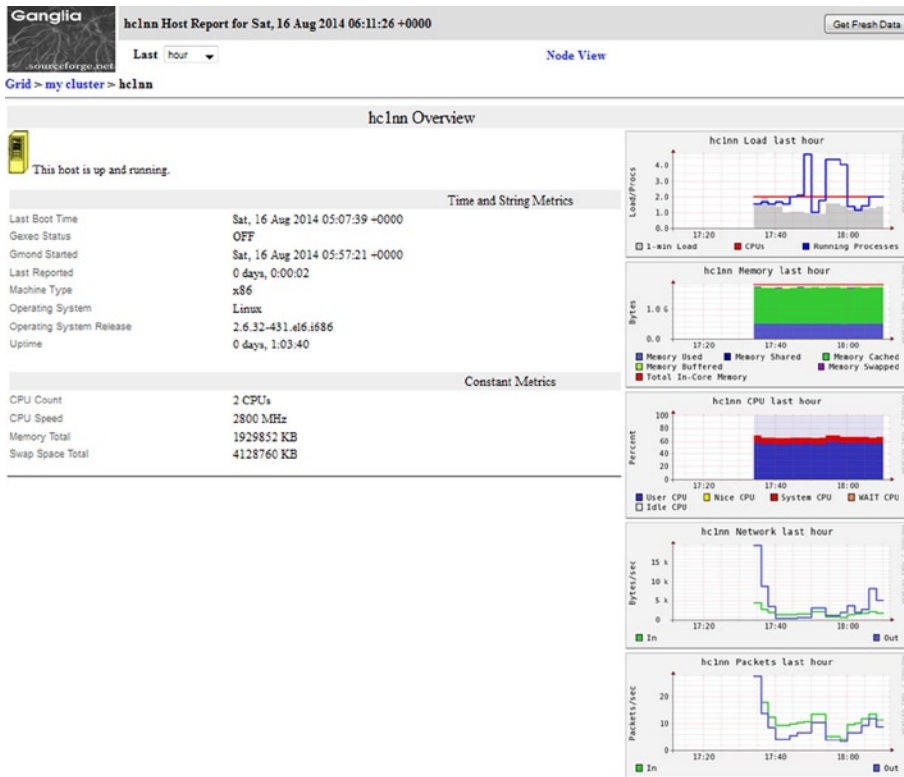 Ganglia
.sourceforge.net
hc1nn Host Report for Sat, 16 Aug 2014 06:11:26 +0000
Get Fresh Data
Last hour
Node View
Grid > my cluster > hc1nn
hc1nn Overview
This host is up and running.
Time and String Metrics
Last Boot Time Sat, 16 Aug 2014 05:07:39 +0000
Gexec Status OFF
Gmond Started Sat, 16 Aug 2014 05:57:21 +0000
Last Reported 0 days, 0:00:02
Machine Type x86
Operating System Linux
Operating System Release 2.6.32-431.el6.i686
Uptime 0 days, 1:03:40
Constant Metrics
CPU Count 2 CPUs
CPU Speed 2800 MHz
Memory Total 1929852 KB
Swap Space Total 4128760 KB
hc1nn Load last hour
Load/Procs
4.0
3.0
2.0
1.0
0.0
17:20 17:40 18:00
1-min Load CPUs Running Processes
hc1nn Memory last hour
Bytes
1.0 G
0.0
17:20 17:40 18:00
Memory Used Memory Shared Memory Cached
Memory Buffered Memory Swapped
Total In-Core Memory
hc1nn CPU last hour
Percent
100
80
60
40
20
0
17:20 17:40 18:00
User CPU Nice CPU System CPU WAIT CPU
Idle CPU
hc1nn Network last hour
Bytes/sec
15 k
10 k
5 k
0
17:20 17:40 18:00
In Out
hc1nn Packets last hour
Packets/sec
20
10
0
17:20 17:40 18:00
In Out